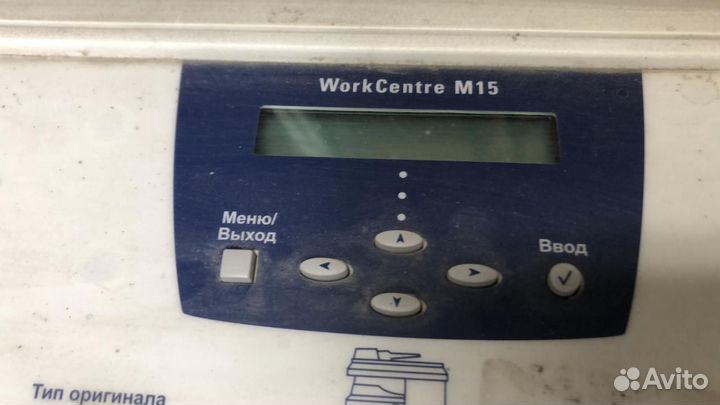 WorkCentre M15
Меню/
Выход
Ввод
Тип оригинала
Avito